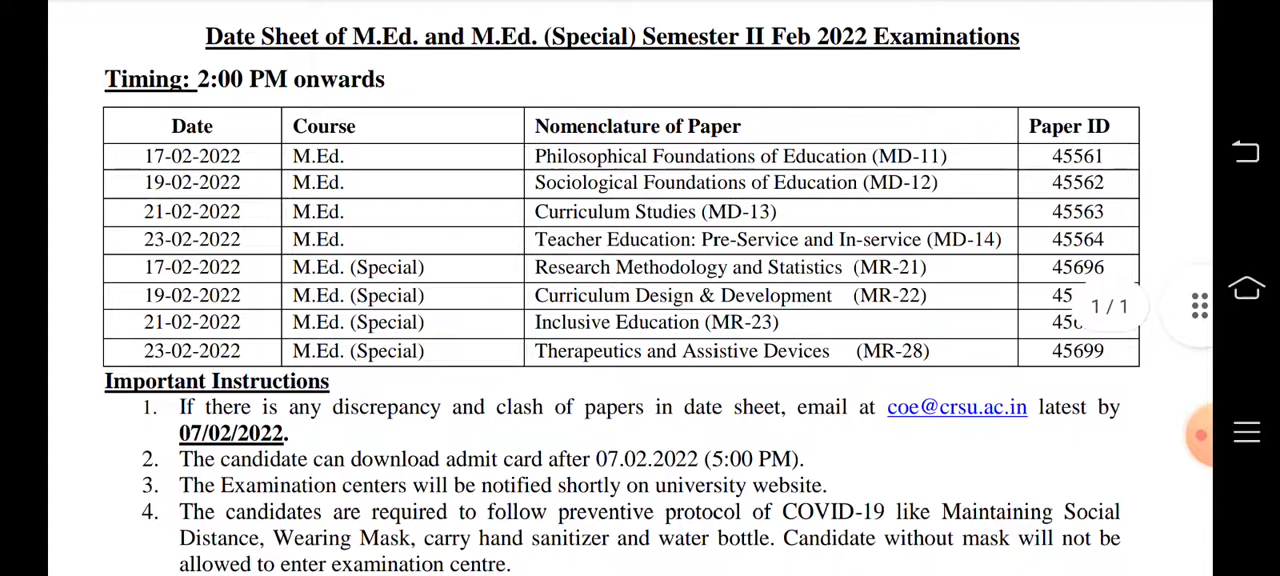 Date Sheet of M.Ed. and M.Ed. (Special) Semester II Feb 2022 Examinations
Timing: 2:00 PM onwards
Date Course Nomenclature of Paper Paper ID
17-02-2022 M.Ed. Philosophical Foundations of Education (MD-11) 45561
19-02-2022 M.Ed. Sociological Foundations of Education (MD-12) 45562
21-02-2022 M.Ed. Curriculum Studies (MD-13) 45563
23-02-2022 M.Ed. Teacher Education: Pre-Service and In-service (MD-14) 45564
17-02-2022 M.Ed. (Special) Research Methodology and Statistics (MR-21) 45696
19-02-2022 M.Ed. (Special) Curriculum Design & Development (MR-22)
1/1
21-02-2022 M.Ed. (Special) Inclusive Education (MR-23)
23-02-2022 M.Ed. (Special) Therapeutics and Assistive Devices (MR-28) 45699
Important Instructions
1. If there is any discrepancy and clash of papers in date sheet, email at coe@crsu.ac.in latest by
07/02/2022.
2. The candidate can download admit card after 07.02.2022 (5:00 PM).
3. The Examination centers will be notified shortly on university website.
4. The candidates are required to follow preventive protocol of COVID-19 like Maintaining Social
Distance, Wearing Mask, carry hand sanitizer and water bottle. Candidate without mask will not be
allowed to enter examination centre.